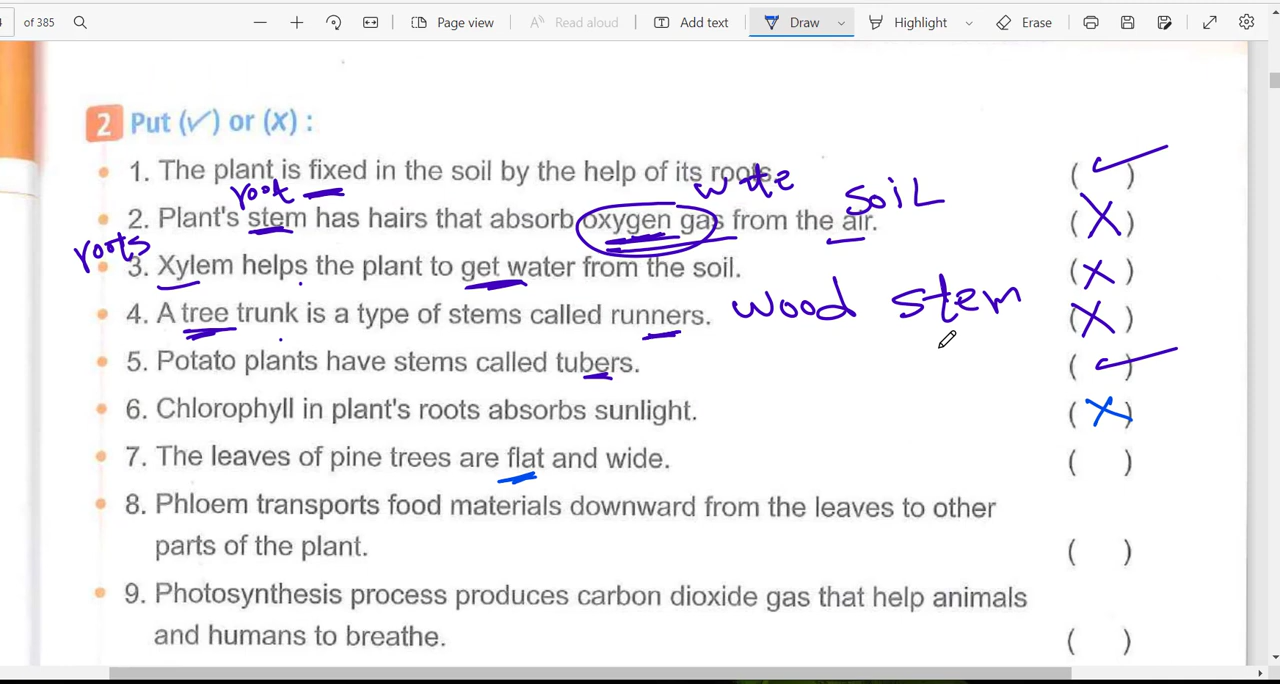 of 385 Page view Read aloud Add text Draw Highlight Erase
2 Put (✓) or (X) :
1. The plant is fixed in the soil by the help of its roots. ( ✓ )
root soil
2. Plant's stem has hairs that absorb oxygen gas from the air. ( X )
roots
3. Xylem helps the plant to get water from the soil. ( X )
4. A tree trunk is a type of stems called runners. wood stem ( X )
5. Potato plants have stems called tubers. ( ✓ )
6. Chlorophyll in plant's roots absorbs sunlight. ( X )
7. The leaves of pine trees are flat and wide. ( )
8. Phloem transports food materials downward from the leaves to other
parts of the plant. ( )
9. Photosynthesis process produces carbon dioxide gas that help animals
and humans to breathe. ( )